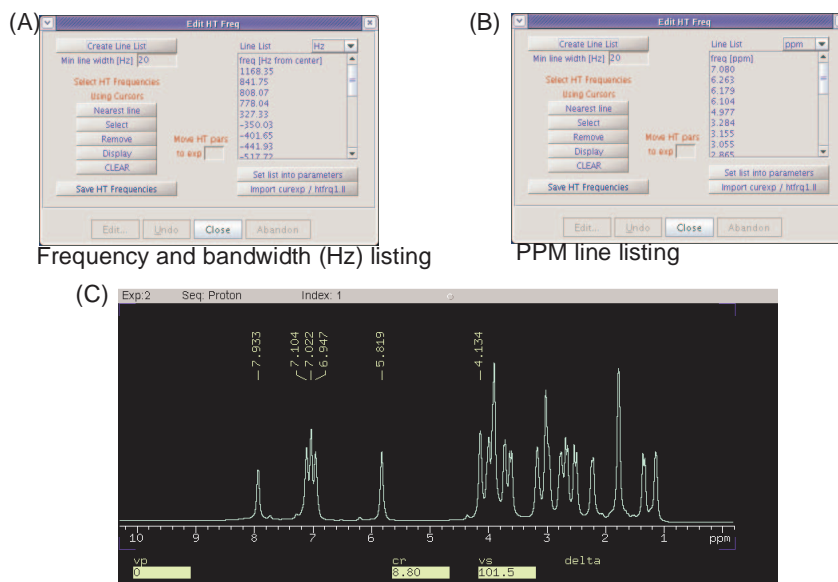 (A)
Edit HT Freq
Create Line List
Min line width [Hz] 20
Select HT Frequencies
Using Cursors
Nearest line
Select
Remove
Display
CLEAR
Move HT pars
to exp
Save HT Frequencies
Line List Hz
freq [Hz from center]
1168.35
841.75
808.07
778.04
327.33
-350.03
-401.65
-441.93
-517.72
Set list into parameters
Import curexp / htfrq1.ll
Edit... Undo Close Abandon
Frequency and bandwidth (Hz) listing
(B)
Edit HT Freq
Create Line List
Min line width [Hz] 20
Select HT Frequencies
Using Cursors
Nearest line
Select
Remove
Display
CLEAR
Move HT pars
to exp
Save HT Frequencies
Line List ppm
freq [ppm]
7.080
6.263
6.179
6.104
4.977
3.284
3.155
3.055
2.865
Set list into parameters
Import curexp / htfrq1.ll
Edit... Undo Close Abandon
PPM line listing
(C)
Exp:2 Seq: Proton Index: 1
7.933
7.104
7.022
6.947
5.819
4.134
10 9 8 7 6 5 4 3 2 1 ppm
vp cr vs delta
0 8.80 101.5